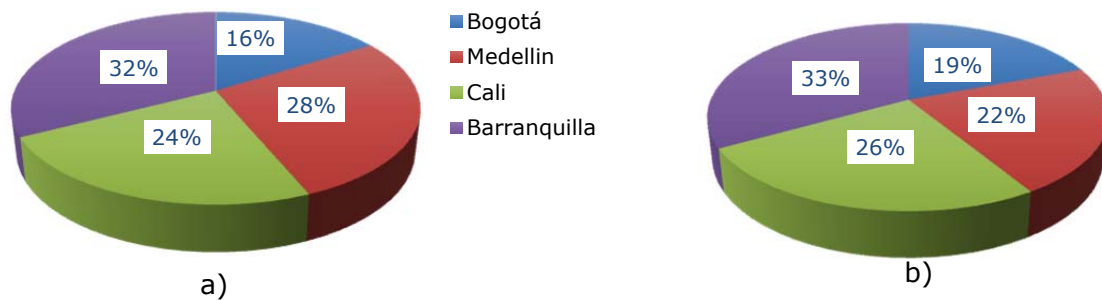 16%
28%
24%
32%
a)
Bogotá
Medellin
Cali
Barranquilla
19%
22%
26%
33%
b)